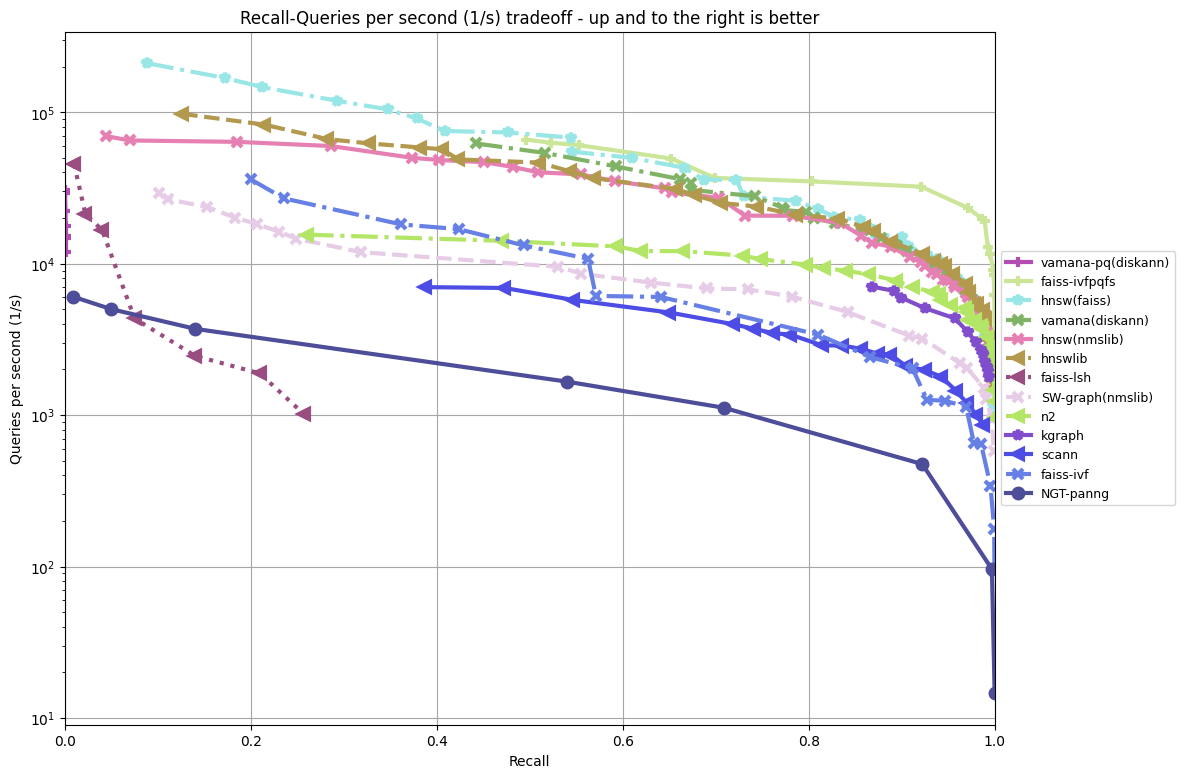 Recall-Queries per second (1/s) tradeoff - up and to the right is better
Queries per second (1/s)
10^5
10^4
10^3
10^2
10^1
0.0 0.2 0.4 0.6 0.8 1.0
Recall
vamana-pq(diskann)
faiss-ivfpqfs
hnsw(faiss)
vamana(diskann)
hnsw(nmslib)
hnswlib
faiss-lsh
SW-graph(nmslib)
n2
kgraph
scann
faiss-ivf
NGT-panng